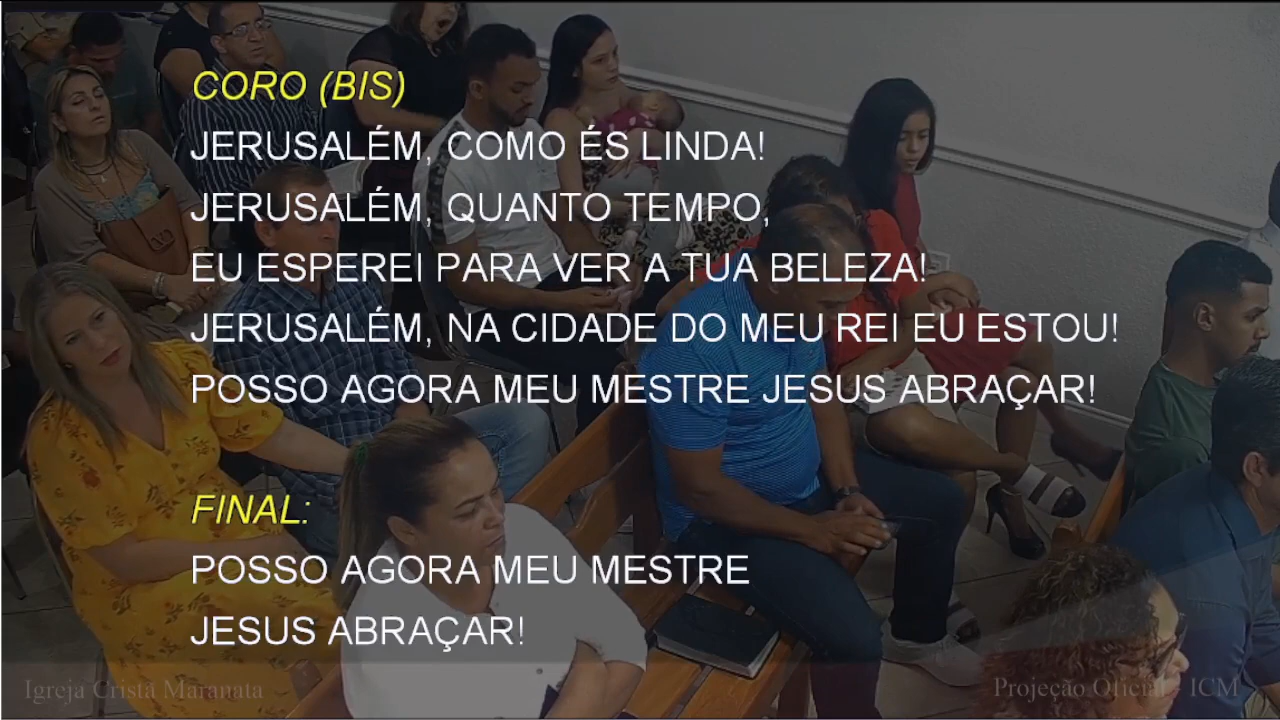 CORO (BIS)
JERUSALÉM, COMO ÉS LINDA!
JERUSALÉM, QUANTO TEMPO,
EU ESPEREI PARA VER A TUA BELEZA!
JERUSALÉM, NA CIDADE DO MEU REI EU ESTOU!
POSSO AGORA MEU MESTRE JESUS ABRAÇAR!
FINAL:
POSSO AGORA MEU MESTRE
JESUS ABRAÇAR!
Igreja Cristã Maranata
Projeção Oficial - ICM